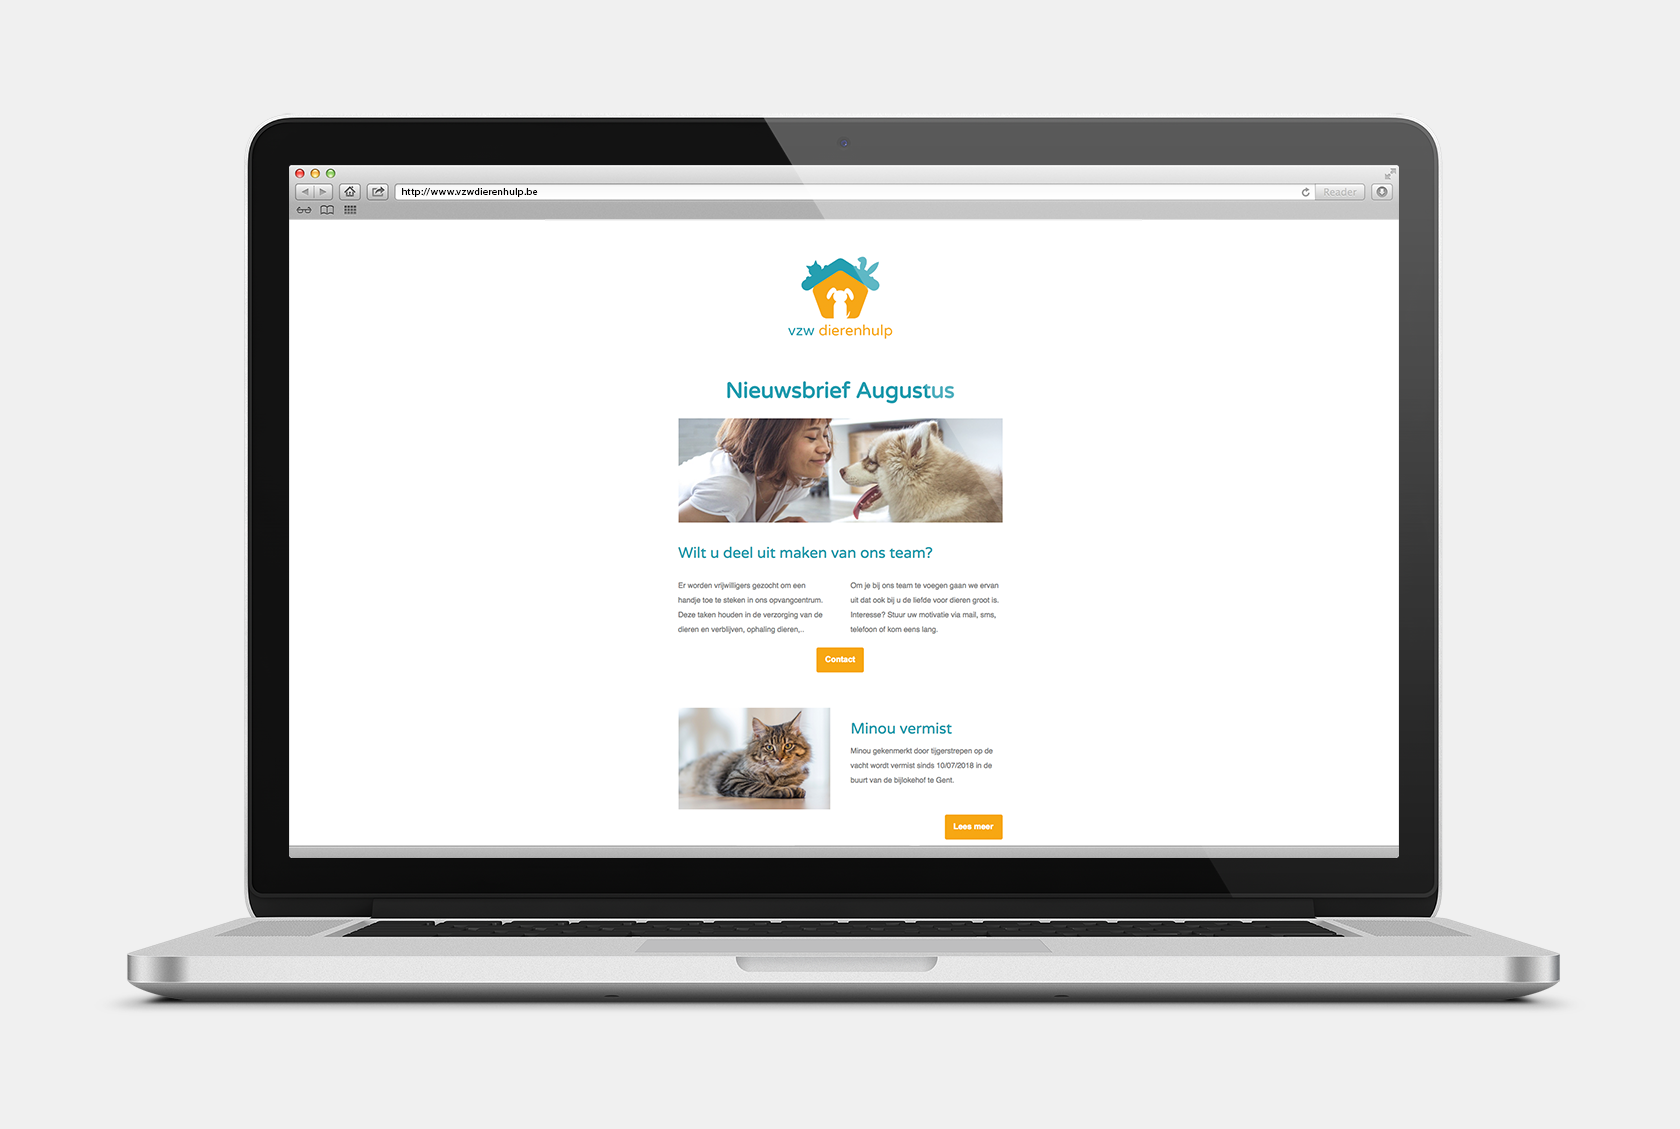 http://www.vzwdierenhulp.be
Reader
vzw dierenhulp
Nieuwsbrief Augustus
Wilt u deel uit maken van ons team?
Er worden vrijwilligers gezocht om een
handje toe te steken in ons opvangcentrum.
Deze taken houden in de verzorging van de
dieren en verblijven, ophaling dieren,..
Om je bij ons team te voegen gaan we ervan
uit dat ook bij u de liefde voor dieren groot is.
Interesse? Stuur uw motivatie via mail, sms,
telefoon of kom eens lang.
Contact
Minou vermist
Minou gekenmerkt door tijgerstrepen op de
vacht wordt vermist sinds 10/07/2018 in de
buurt van de bijlokehof te Gent.
Lees meer